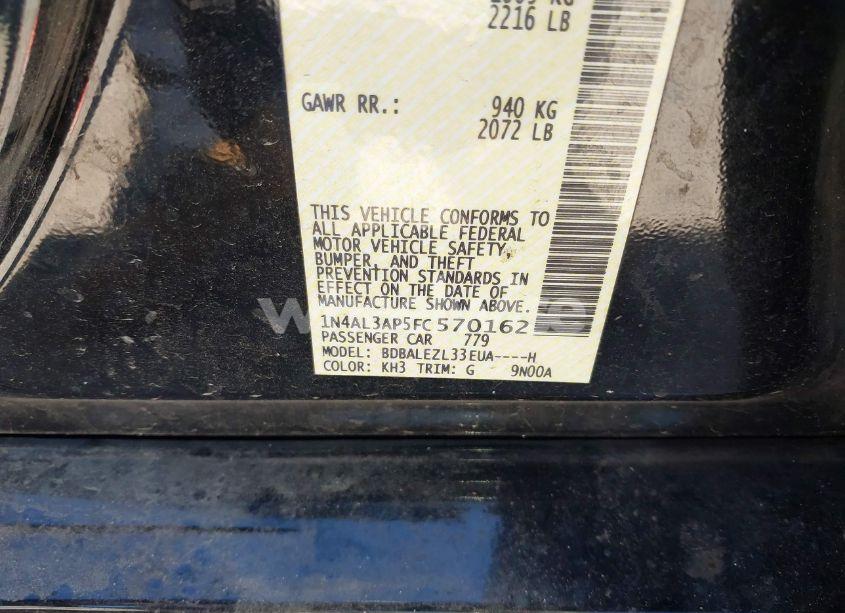 2216 LB
GAWR RR.: 940 KG
2072 LB
THIS VEHICLE CONFORMS TO
ALL APPLICABLE FEDERAL
MOTOR VEHICLE SAFETY,
BUMPER, AND THEFT
PREVENTION STANDARDS IN
EFFECT ON THE DATE OF
MANUFACTURE SHOWN ABOVE.
1N4AL3AP5FC570162
PASSENGER CAR 779
MODEL: BDBALEZL33EUA----H
COLOR: KH3 TRIM: G 9N00A